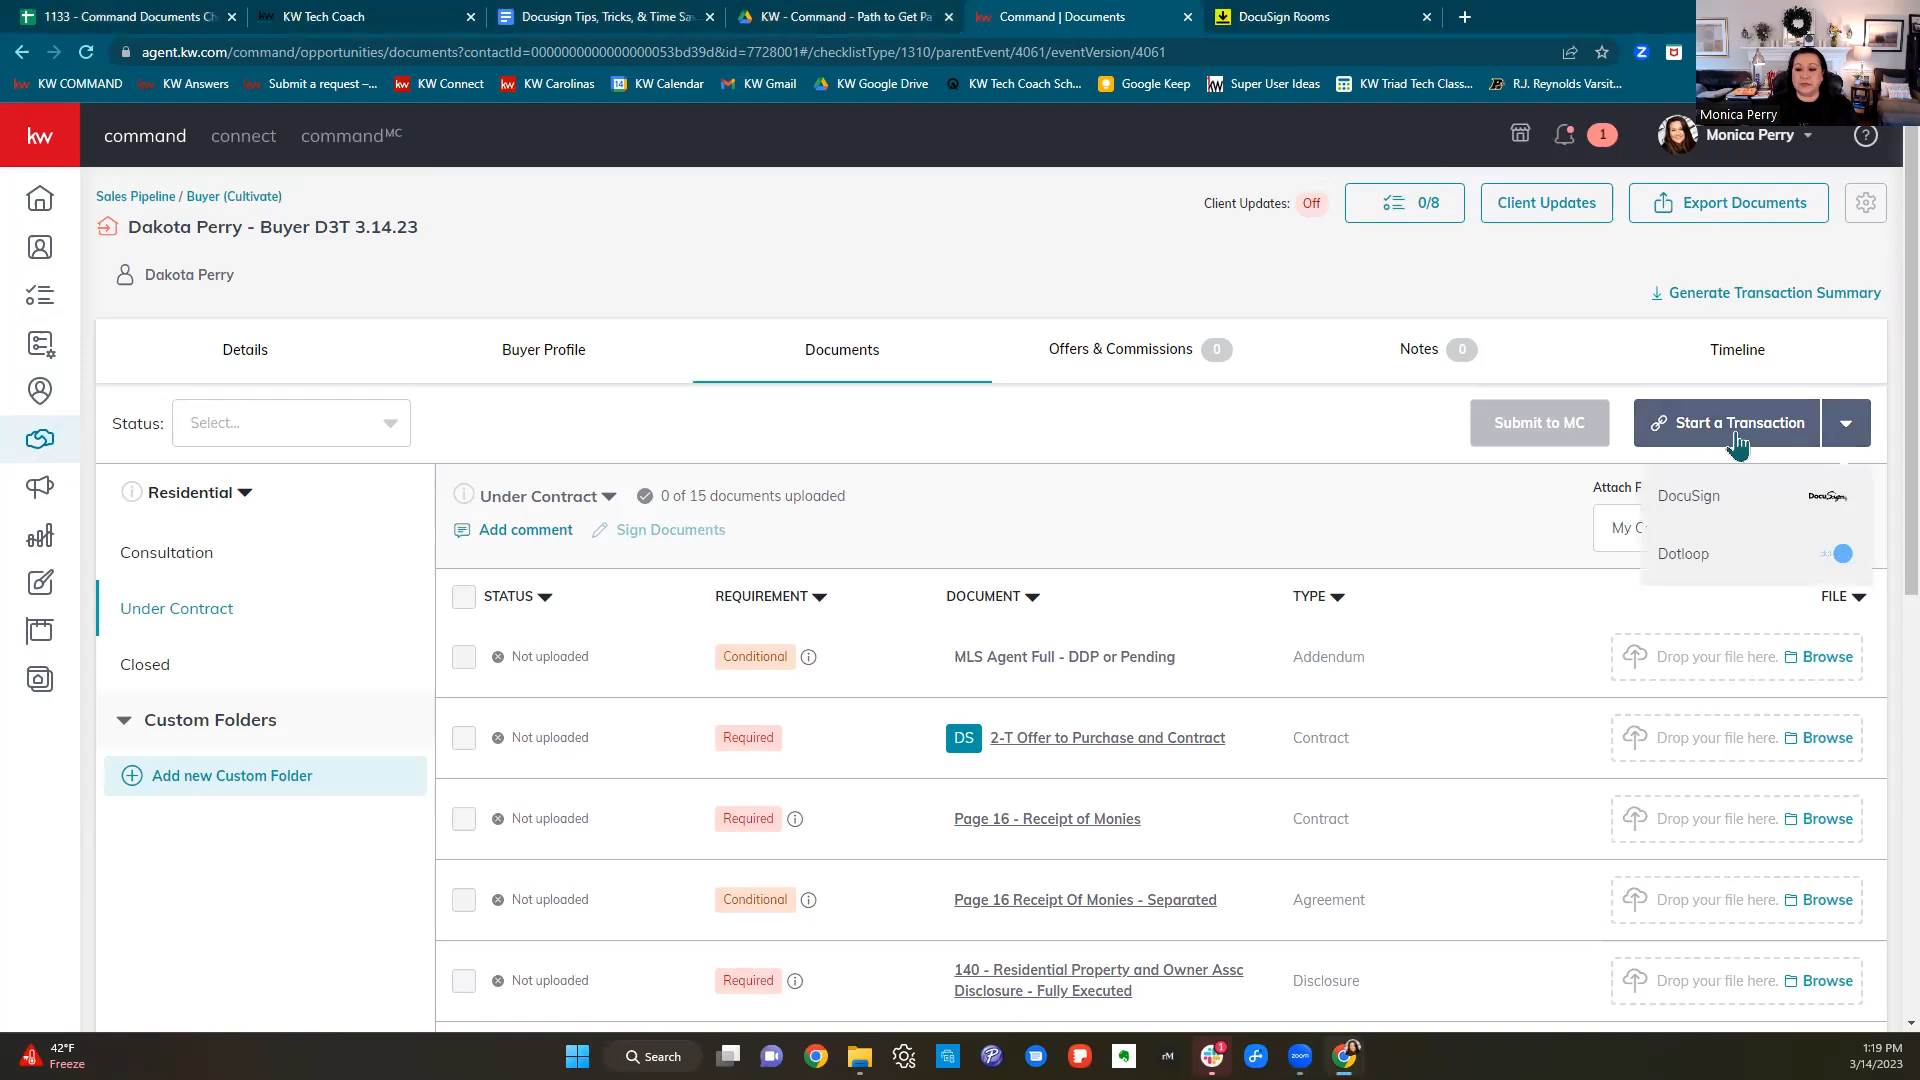 1133 - Command Documents Ch
KW Tech Coach
Docusign Tips, Tricks, & Time Sa
KW - Command - Path to Get Pa
Command | Documents
DocuSign Rooms
agent.kw.com/command/opportunities/documents?contactId=0000000000000000053bd39d&id=7728001#/checklistType/1310/parentEvent/4061/eventVersion/4061
KW COMMAND
KW Answers
Submit a request –...
KW Connect
KW Carolinas
KW Calendar
KW Gmail
KW Google Drive
KW Tech Coach Sch...
Google Keep
Super User Ideas
KW Triad Tech Class...
R.J. Reynolds Varsit...
Monica Perry
kw
command
connect
commandMC
1
Monica Perry
Sales Pipeline / Buyer (Cultivate)
Dakota Perry - Buyer D3T 3.14.23
Dakota Perry
Client Updates: Off
0/8
Client Updates
Export Documents
Generate Transaction Summary
Details
Buyer Profile
Documents
Offers & Commissions 0
Notes 0
Timeline
Status:
Select...
Submit to MC
Start a Transaction
DocuSign
DocuSign
Dotloop
Residential
Consultation
Under Contract
Closed
Custom Folders
Add new Custom Folder
Under Contract
0 of 15 documents uploaded
Add comment
Sign Documents
Attach F
My C
STATUS
REQUIREMENT
DOCUMENT
TYPE
FILE
Not uploaded
Conditional
MLS Agent Full - DDP or Pending
Addendum
Drop your file here. Browse
Not uploaded
Required
DS 2-T Offer to Purchase and Contract
Contract
Drop your file here. Browse
Not uploaded
Required
Page 16 - Receipt of Monies
Contract
Drop your file here. Browse
Not uploaded
Conditional
Page 16 Receipt Of Monies - Separated
Agreement
Drop your file here. Browse
Not uploaded
Required
140 - Residential Property and Owner Assc
Disclosure - Fully Executed
Disclosure
Drop your file here. Browse
42°F
Freeze
Search
rM
1
zoom
1:19 PM
3/14/2023